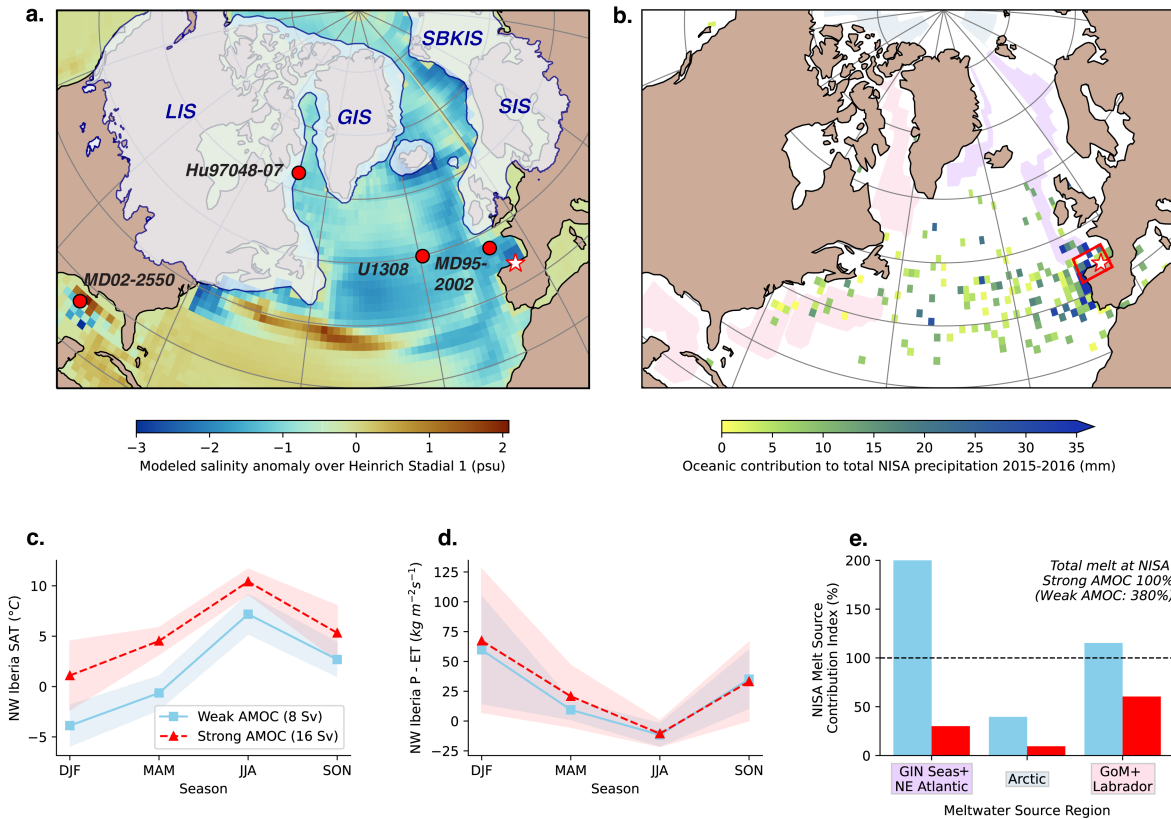 a.
SBKIS
LIS
GIS
SIS
Hu97048-07
U1308
MD95-
2002
MD02-2550
−3
−2
−1
0
1
2
Modeled salinity anomaly over Heinrich Stadial 1 (psu)
b.
0
5
10
15
20
25
30
35
Oceanic contribution to total NISA precipitation 2015-2016 (mm)
c.
NW Iberia SAT (°C)
10
5
0
−5
Weak AMOC (8 Sv)
Strong AMOC (16 Sv)
DJF
MAM
JJA
SON
Season
d.
NW Iberia P - ET (kg m−2s−1)
125
100
75
50
25
0
−25
DJF
MAM
JJA
SON
Season
e.
NISA Melt Source
Contribution Index (%)
200
150
100
50
0
Total melt at NISA
Strong AMOC 100%
(Weak AMOC: 380%)
GIN Seas+
NE Atlantic
Arctic
GoM+
Labrador
Meltwater Source Region